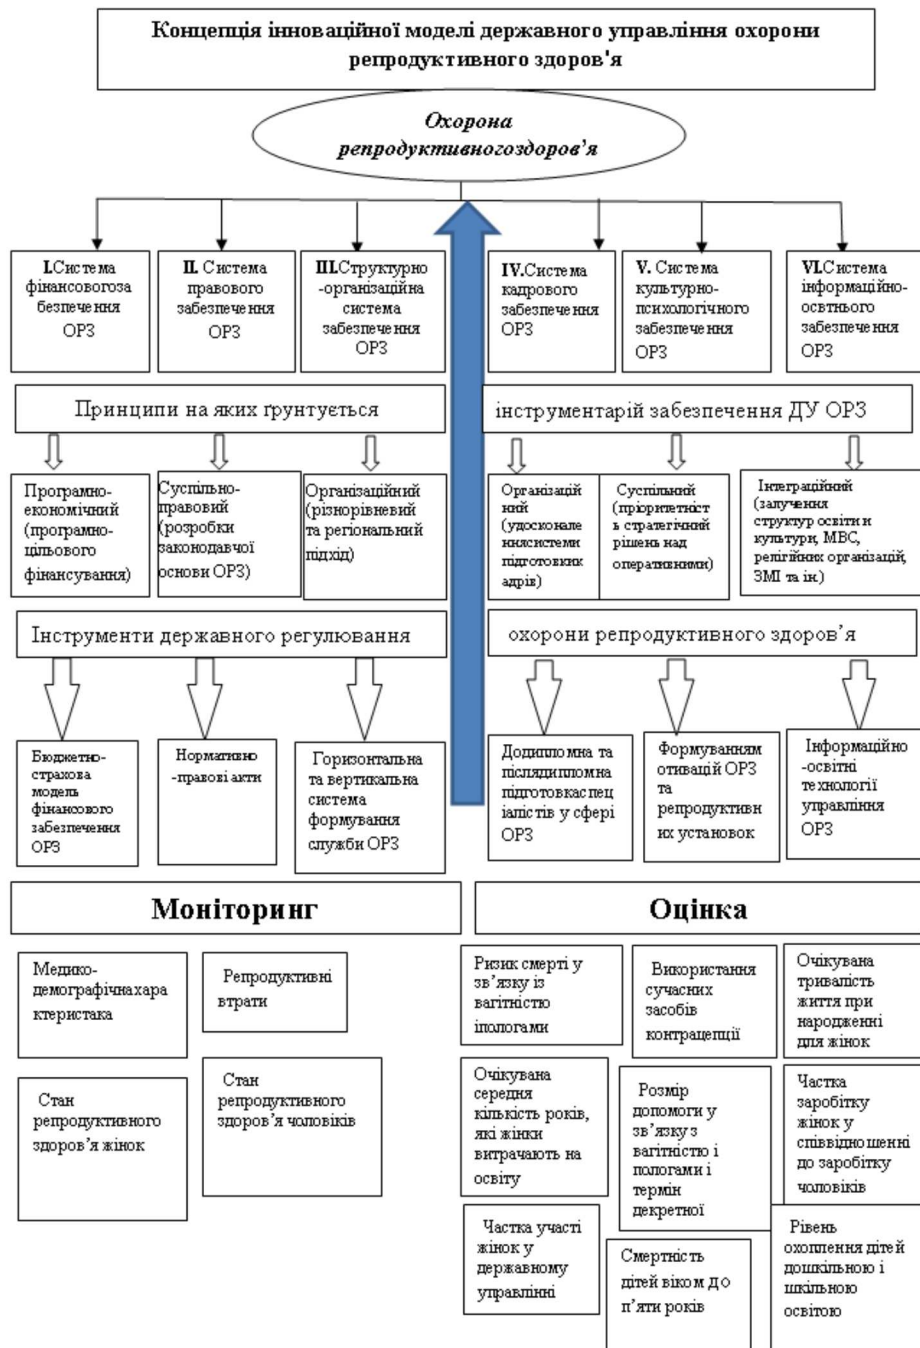 Концепція інноваційної моделі державного управління охорони
репродуктивного здоров'я
Охорона
репродуктивногоздоров’я
I.Система
фінансовогоза
безпечення
ОРЗ
II. Система
правового
забезпечення
ОРЗ
III.Структурно
-організаційна
система
забезпечення
ОРЗ
IV.Система
кадрового
забезпечення
ОРЗ
V. Система
культурно-
психологічного
забезпечення
ОРЗ
VI.Система
інформаційно-
освтнього
забезпечення
ОРЗ
Принципи на яких ґрунтується
інструментарій забезпечення ДУ ОРЗ
Програмно-
економічний
(програмно-
цільового
фінансування)
Суспільно-
правовий
(розробки
законодавчої
основи ОРЗ)
Організаційний
(різнорівневий
та регіональний
підхід)
Організацій
ний
(удосконале
ннясистеми
підготовких
адрів)
Суспільний
(пріоритетніст
ь стратегічний
рішень над
оперативними)
Інтеграційний
(залучення
структур освіти и
культури, МВС,
релігійних організацій,
ЗМІ та ін.)
Інструменти державного регулювання
охорони репродуктивного здоров’я
Бюджетно-
страхова
модель
фінансового
забезпечення
ОРЗ
Нормативно
-правові акти
Горизонтальна
та вертикальна
система
формування
служби ОРЗ
Додипломна та
післядипломна
підготовкаспец
іалістів у сфері
ОРЗ
Формуванням
отивацій ОРЗ
та
репродуктивн
их установок
Інформаційно
-освітні
технології
управління
ОРЗ
Моніторинг
Оцінка
Медико-
демографічнахара
ктеристака
Репродуктивні
втрати
Стан
репродуктивного
здоров’я жінок
Стан
репродуктивного
здоров’я чоловіків
Ризик смерті у
зв’язку із
вагітністю
іпологами
Використання
сучасних
засобів
контрацепції
Очікувана
тривалість
життя при
народженні
для жінок
Очікувана
середня
кількість років,
які жінки
витрачають на
освіту
Розмір
допомоги у
зв’язку з
вагітністю і
пологами і
термін
декретної
Частка
заробітку
жінок у
співвідношенні
до заробітку
чоловіків
Частка участі
жінок у
державному
управлінні
Смертність
дітей віком до
п’яти років
Рівень
охоплення дітей
дошкільною і
шкільною
освітою